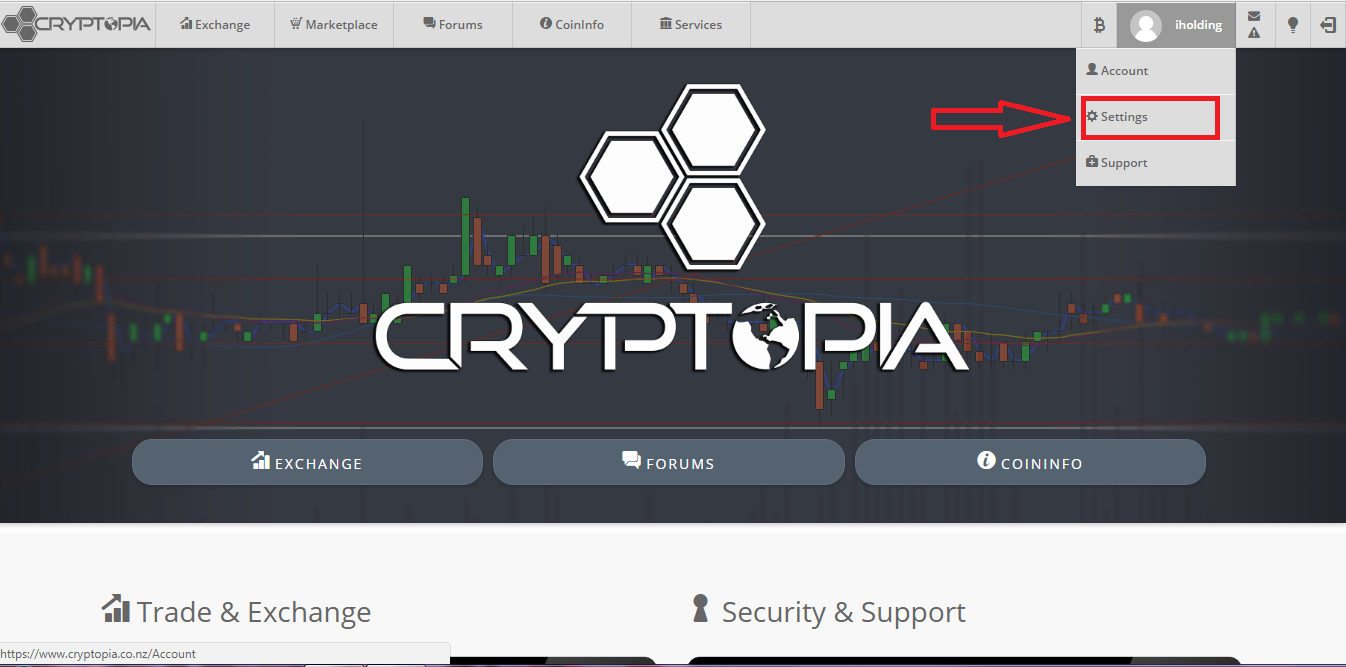 CRYPTOPIA Exchange Marketplace Forums CoinInfo Services iholding
Account
Settings
Support
CRYPTOPIA
EXCHANGE FORUMS COININFO
Trade & Exchange Security & Support
https://www.cryptopia.co.nz/Account